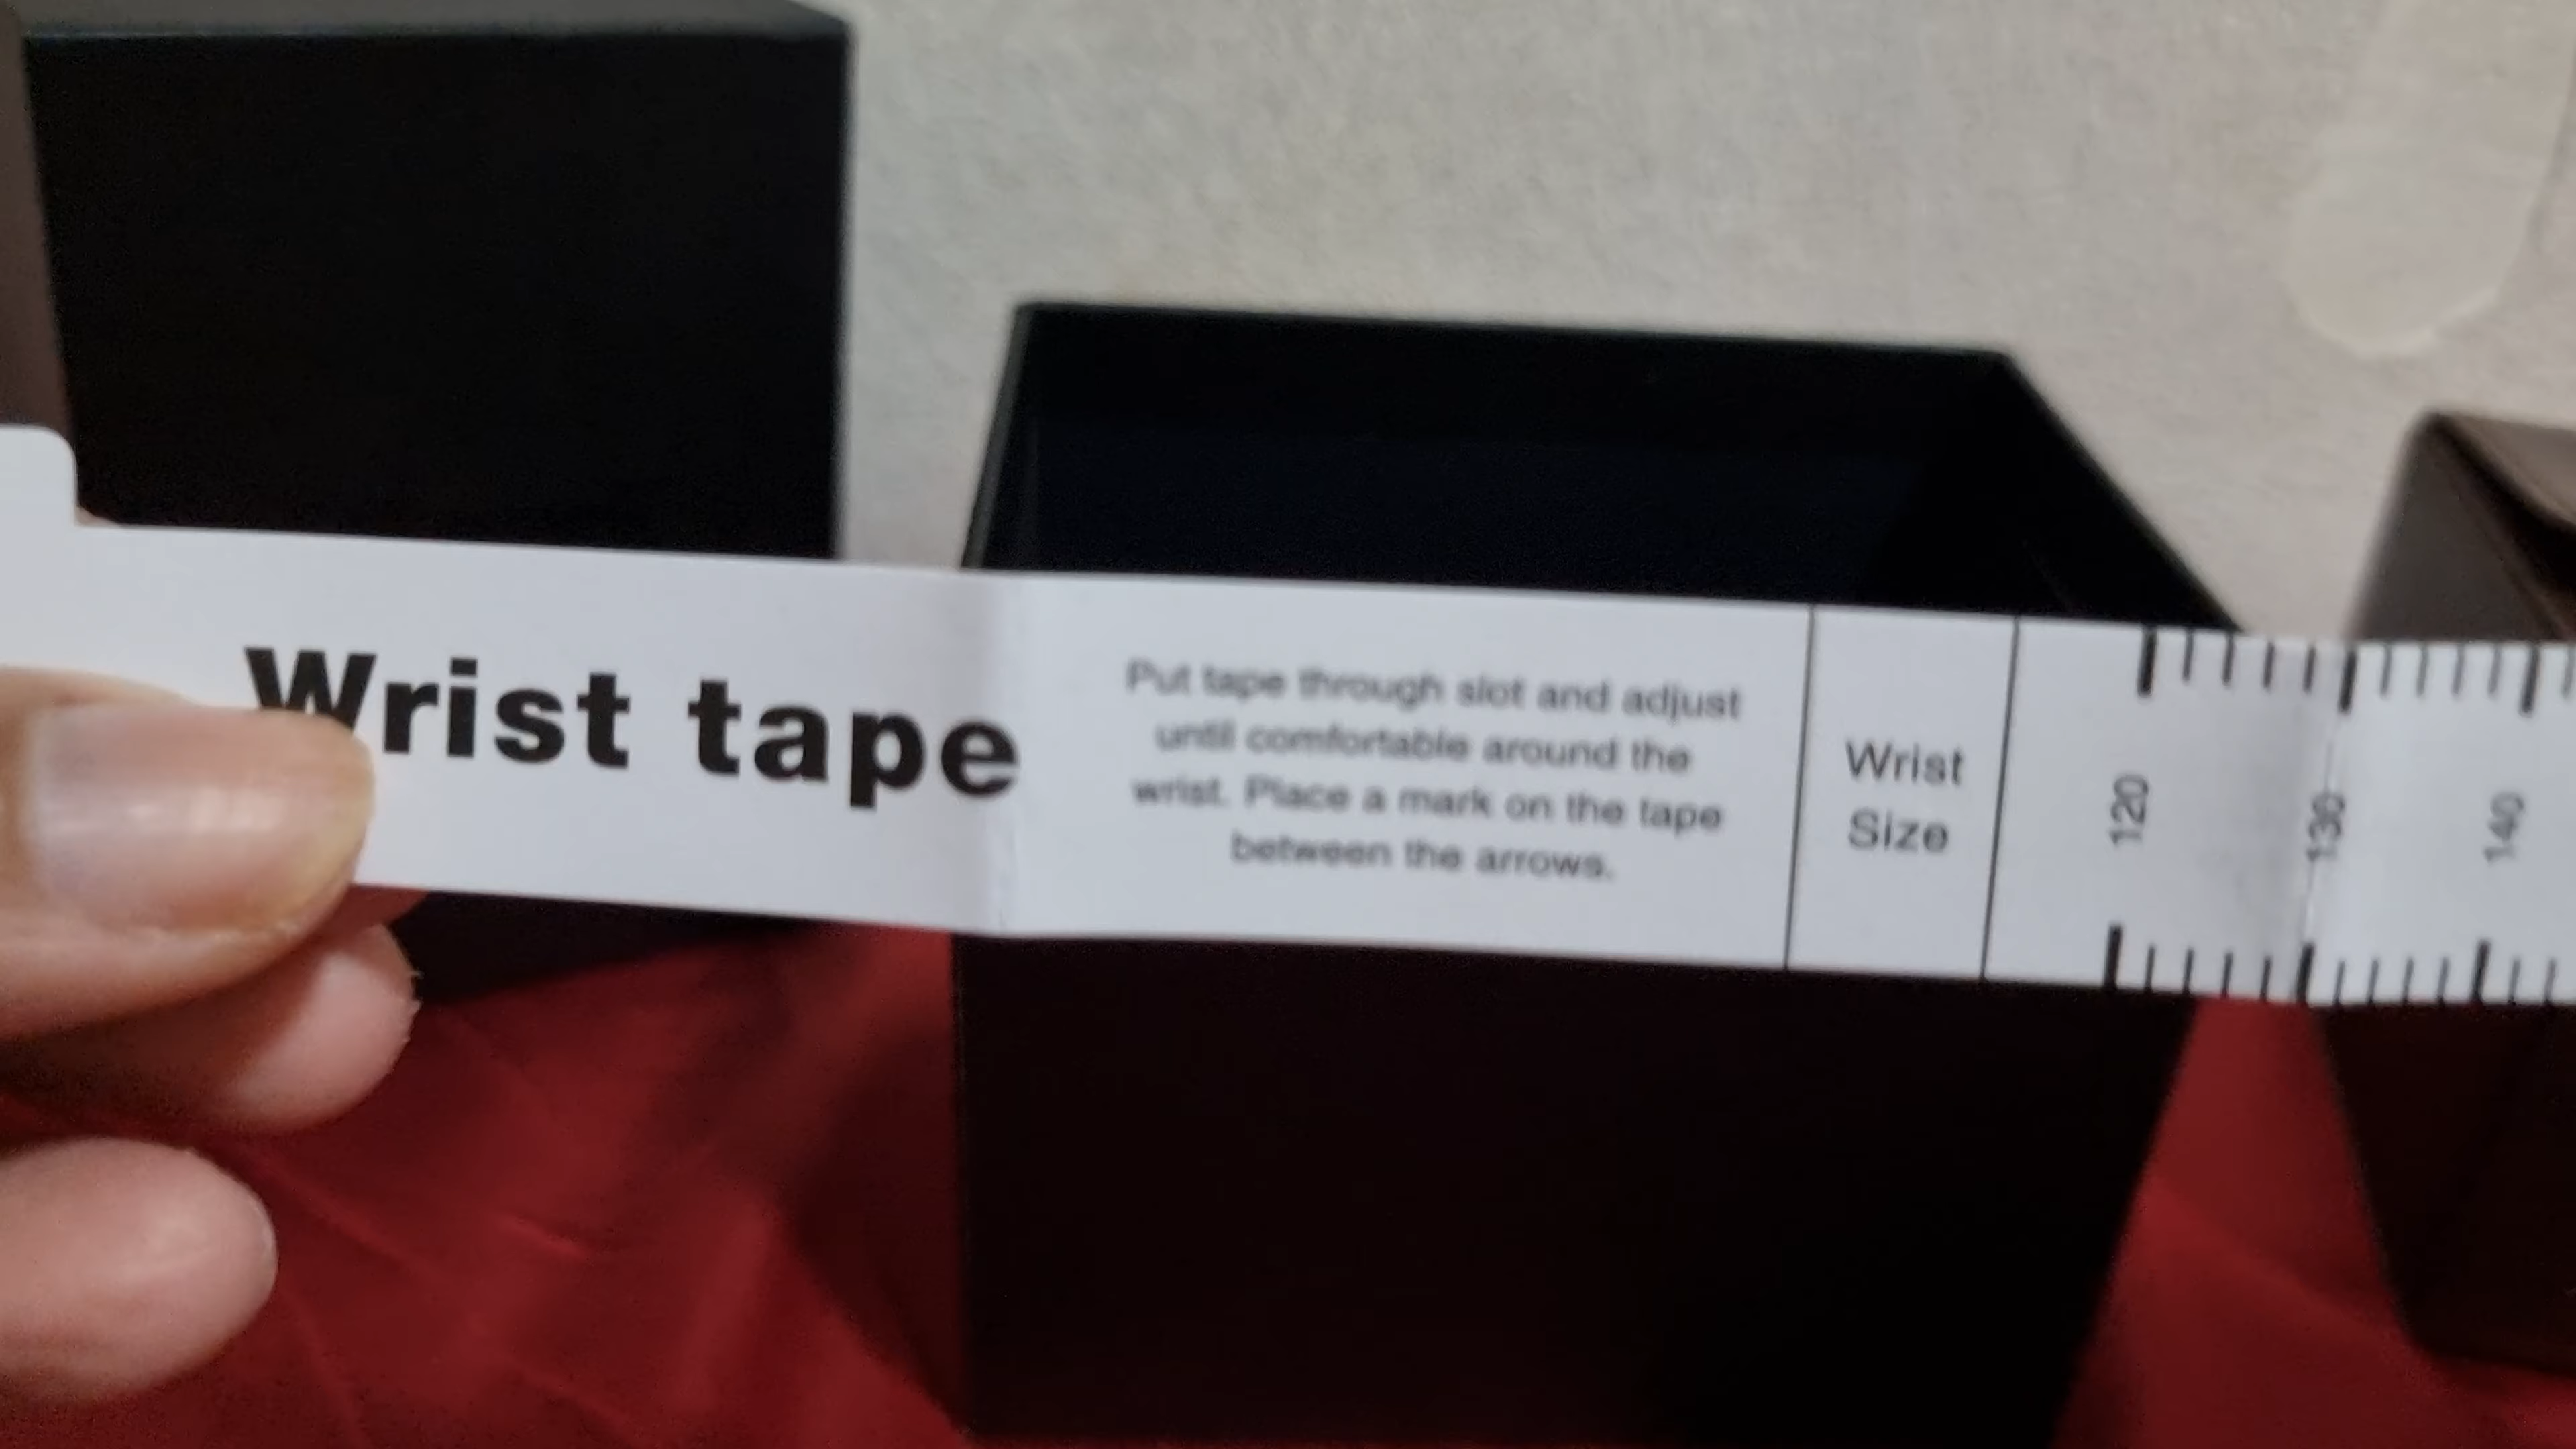 Wrist tape
Put tape through slot and adjust
until comfortable around the
wrist. Place a mark on the tape
between the arrows.
Wrist
Size
120
130
140